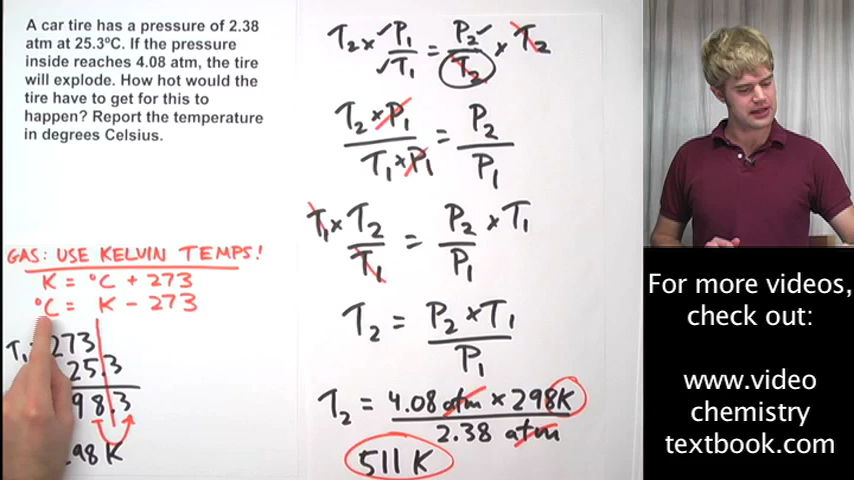 A car tire has a pressure of 2.38
atm at 25.3ºC. If the pressure
inside reaches 4.08 atm, the tire
will explode. How hot would the
tire have to get for this to
happen? Report the temperature
in degrees Celsius.
GAS: USE KELVIN TEMPS!
K = °C + 273
°C = K - 273
T1 = 273
25.3
98.3
98 K
T2 × P1/T1 = P2/T2 × T2
T2 × P1 / T1 × P1 = P2/P1
T1 × T2/T1 = P2/P1 × T1
T2 = P2 × T1 / P1
T2 = 4.08 atm × 298K / 2.38 atm
511 K
For more videos,
check out:
www.video
chemistry
textbook.com